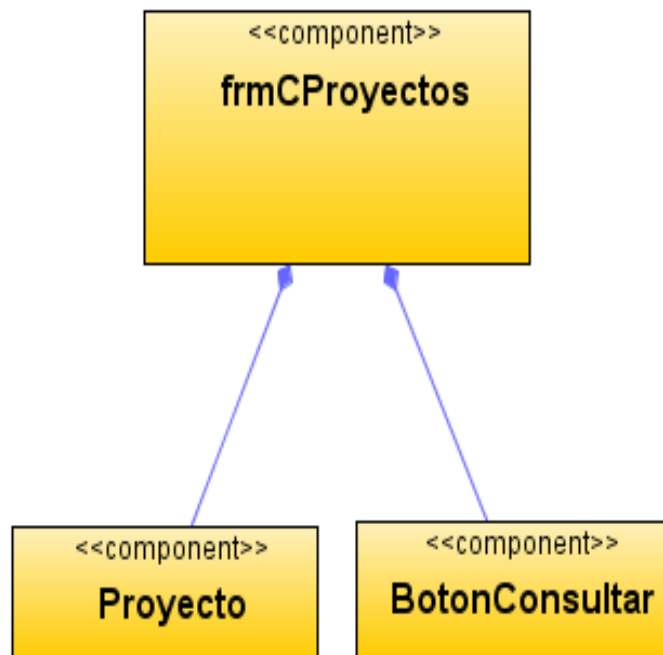 <<component>>
frmCProyectos
<<component>>
Proyecto
<<component>>
BotonConsultar